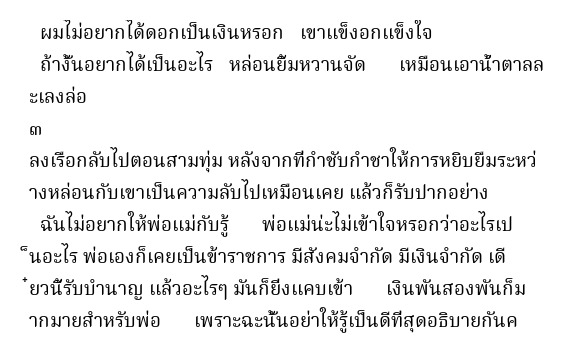 ผมไม่อยากได้ดอกเป็นเงินหรอก เขาแข็งอกแข็งใจ
ถ้างั้นอยากได้เป็นอะไร หล่อนยิ้มหวานจัด เหมือนเอาน้ำตาลล
ะเลงล่อ
๓
ลงเรือกลับไปตอนสามทุ่ม หลังจากที่กำชับกำชาให้การหยิบยืมระหว่
างหล่อนกับเขาเป็นความลับไปเหมือนเคย แล้วก็รับปากอย่าง
ฉันไม่อยากให้พ่อแม่กับรู้ พ่อแม่น่ะไม่เข้าใจหรอกว่าอะไรเป
็นอะไร พ่อเองก็เคยเป็นข้าราชการ มีสังคมจำกัด มีเงินจำกัด เดี
๋ยวนี้รับบำนาญ แล้วอะไรๆ มันก็ยิ่งแคบเข้า เงินพันสองพันก็ม
ากมายสำหรับพ่อ เพราะฉะนั้นอย่าให้รู้เป็นดีที่สุดอธิบายกันค